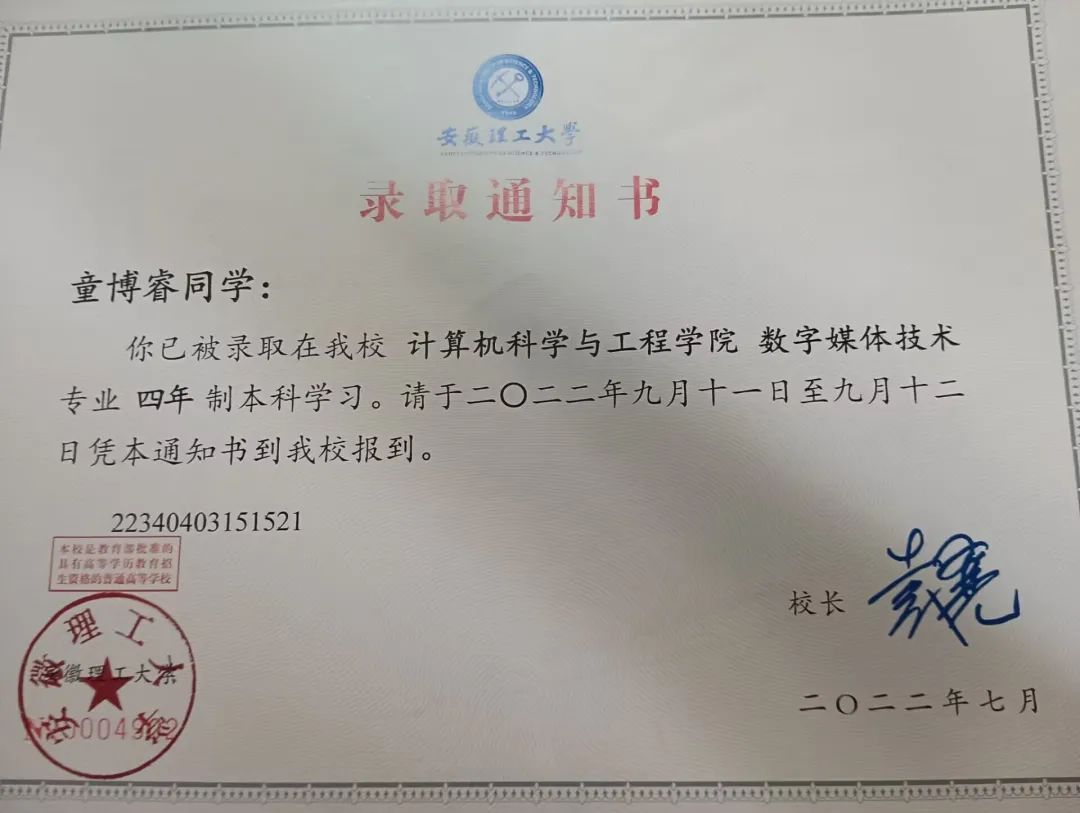 安徽理工大學
录取通知书
童博睿同学：
你已被录取在我校 计算机科学与工程学院 数字媒体技术
专业 四年 制本科学习。请于二〇二二年九月十一日至九月十二
日凭本通知书到我校报到。
22340403151521
本校是教育部批准的
具有高等学历教育招
生资格的普通高等学校
安徽理工大学
校长
二〇二二年七月